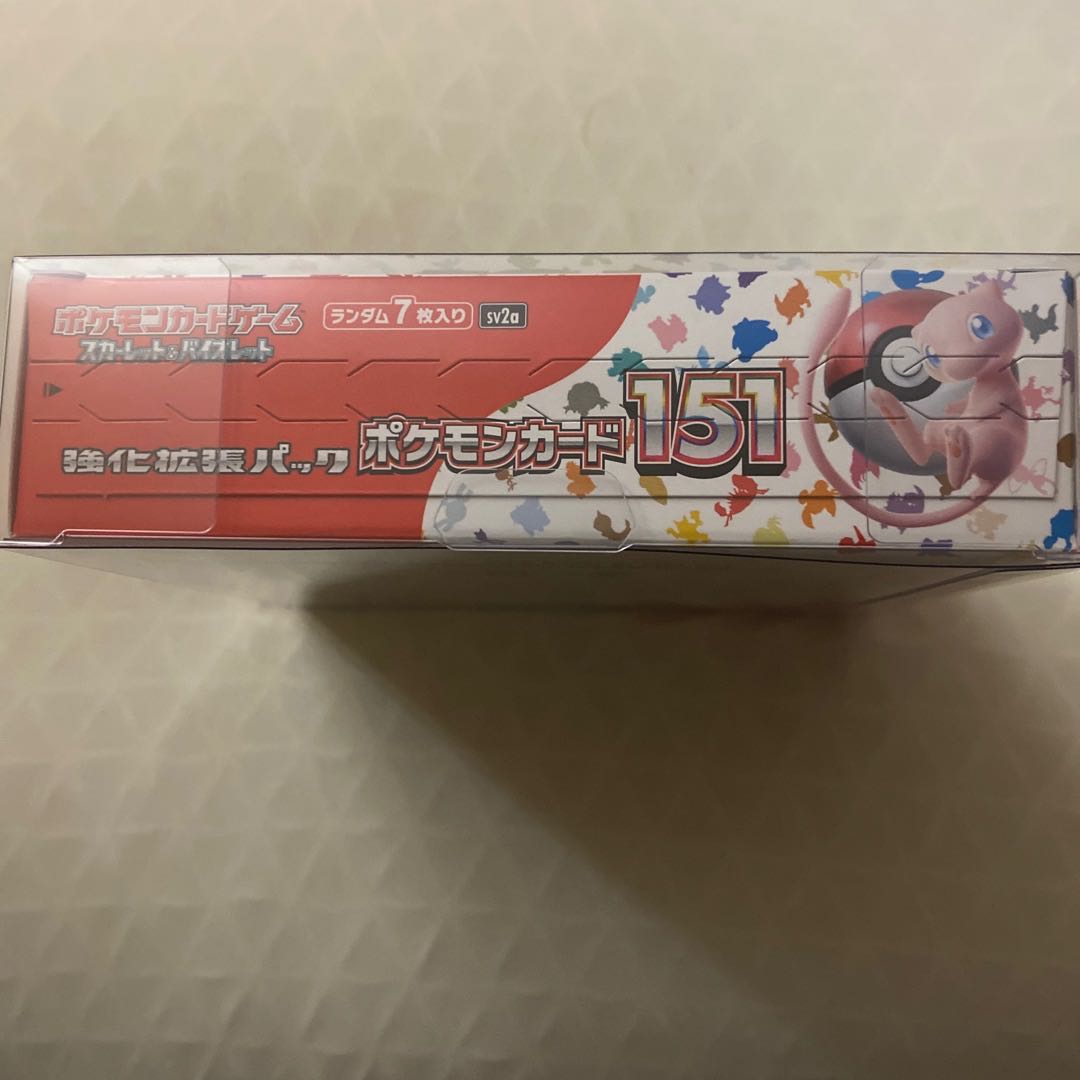 ポケモンカードゲーム
スカーレット&バイオレット
ランダム7枚入り
sv2a
強化拡張パック
ポケモンカード151